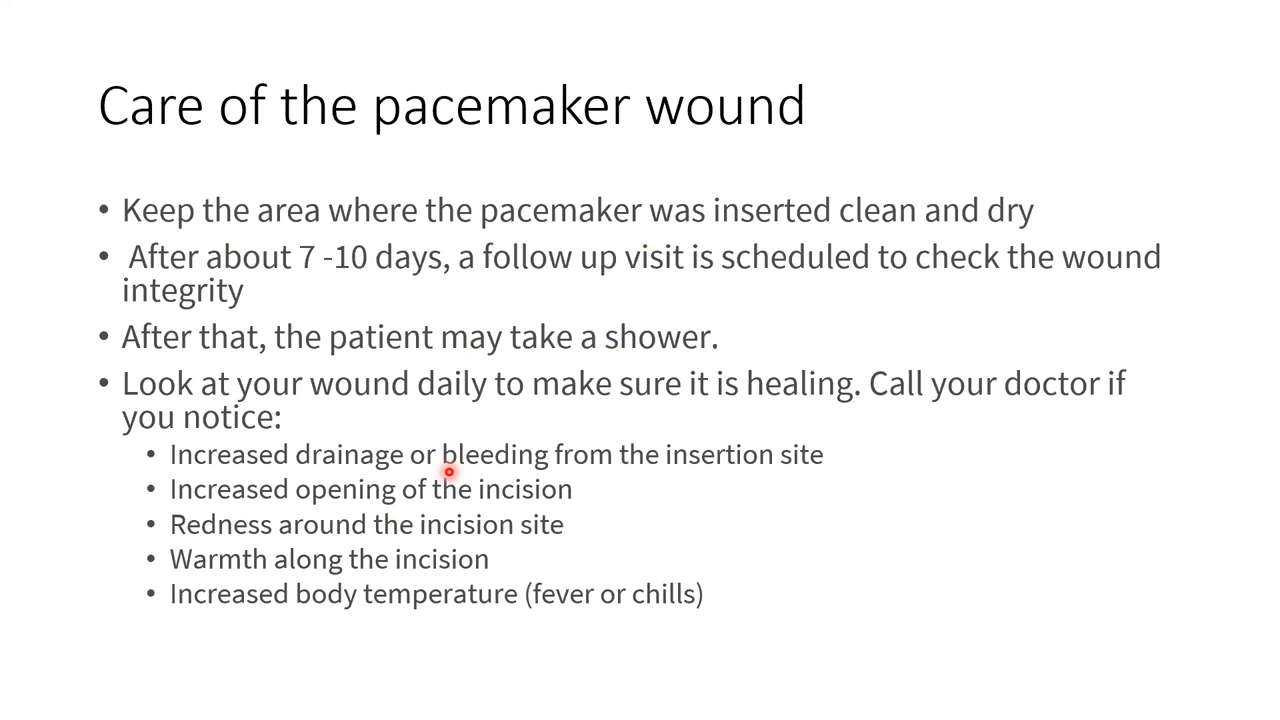 Care of the pacemaker wound
• Keep the area where the pacemaker was inserted clean and dry
• After about 7 -10 days, a follow up visit is scheduled to check the wound
integrity
• After that, the patient may take a shower.
• Look at your wound daily to make sure it is healing. Call your doctor if
you notice:
• Increased drainage or bleeding from the insertion site
• Increased opening of the incision
• Redness around the incision site
• Warmth along the incision
• Increased body temperature (fever or chills)